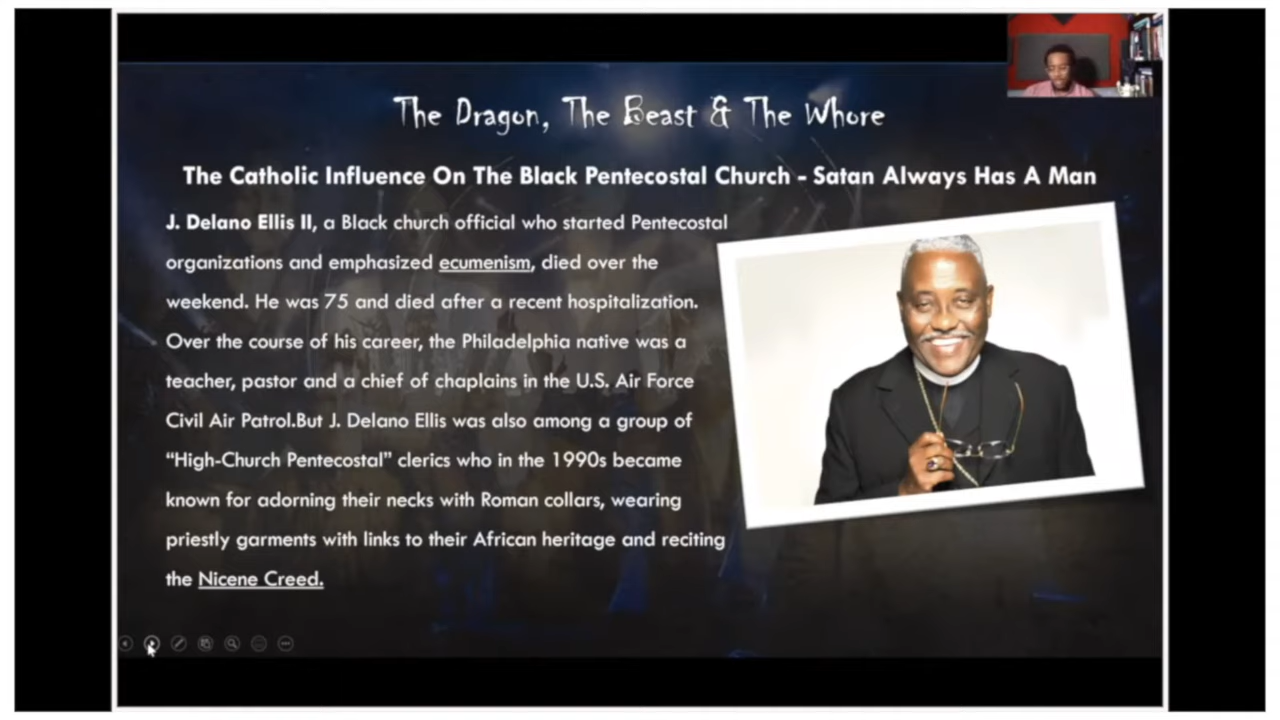 The Dragon, The Beast & The Whore
The Catholic Influence On The Black Pentecostal Church - Satan Always Has A Man
J. Delano Ellis II, a Black church official who started Pentecostal
organizations and emphasized ecumenism, died over the
weekend. He was 75 and died after a recent hospitalization.
Over the course of his career, the Philadelphia native was a
teacher, pastor and a chief of chaplains in the U.S. Air Force
Civil Air Patrol.But J. Delano Ellis was also among a group of
“High-Church Pentecostal” clerics who in the 1990s became
known for adorning their necks with Roman collars, wearing
priestly garments with links to their African heritage and reciting
the Nicene Creed.